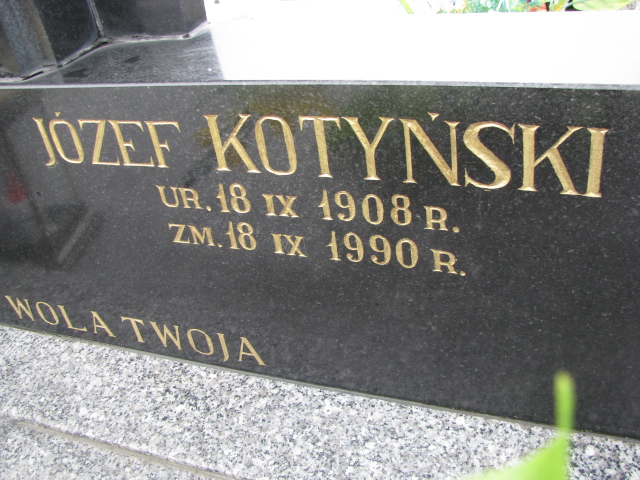 JÓZEF KOTYŃSKI
UR. 18 IX 1908 R.
ZM. 18 IX 1990 R.
WOLA TWOJA